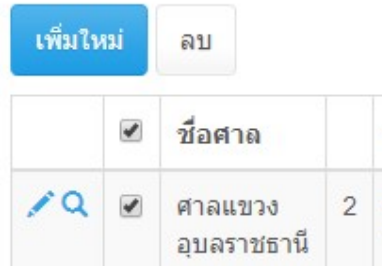 เพิ่มใหม่ ลบ
ชื่อศาล
ศาลแขวง 2
อุบลราชธานี